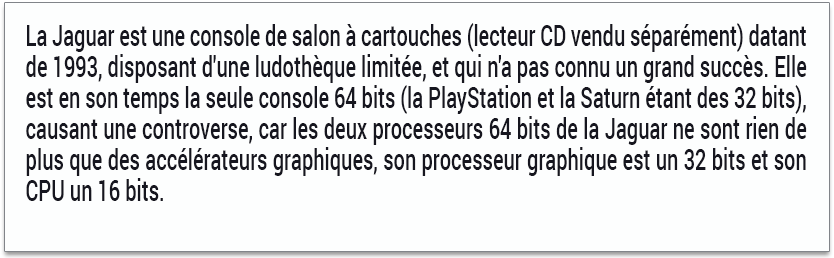 La Jaguar est une console de salon à cartouches (lecteur CD vendu séparément) datant
de 1993, disposant d'une ludothèque limitée, et qui n'a pas connu un grand succès. Elle
est en son temps la seule console 64 bits (la PlayStation et la Saturn étant des 32 bits),
causant une controverse, car les deux processeurs 64 bits de la Jaguar ne sont rien de
plus que des accélérateurs graphiques, son processeur graphique est un 32 bits et son
CPU un 16 bits.